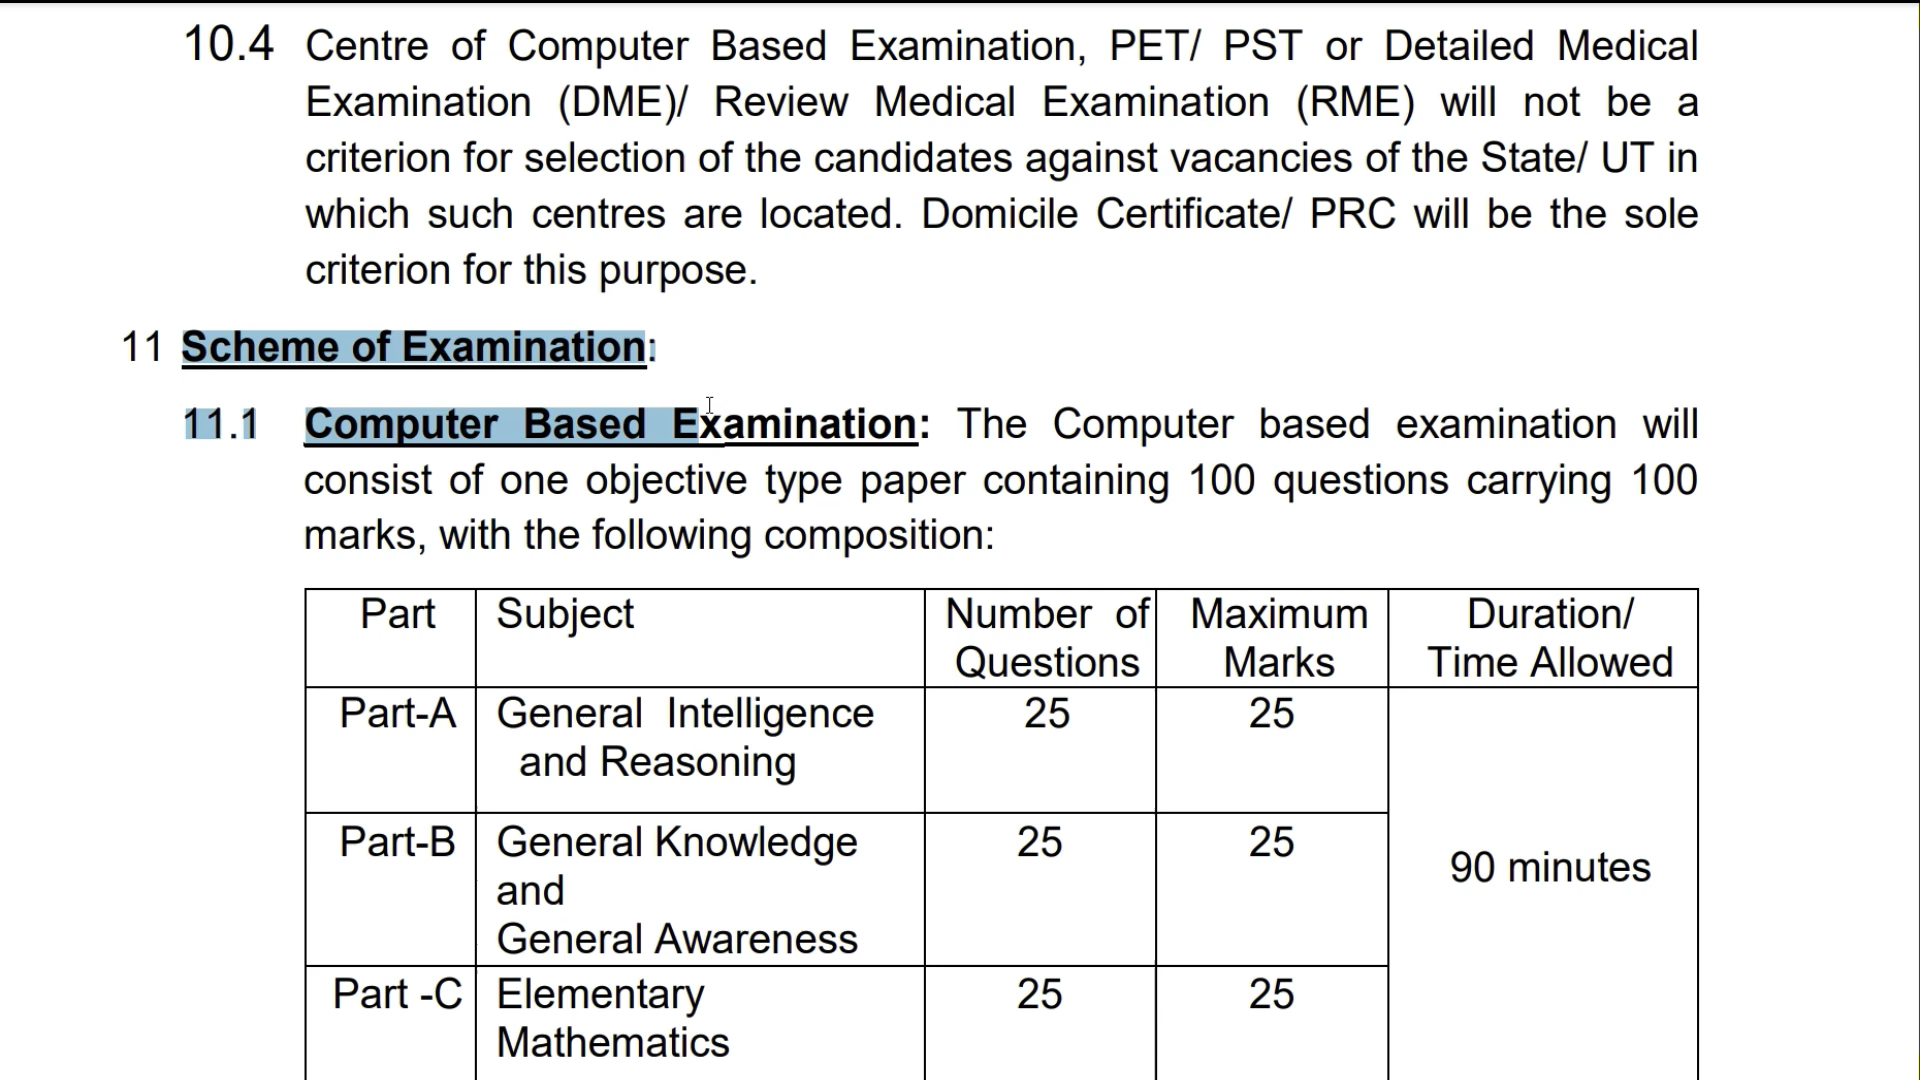 10.4 Centre of Computer Based Examination, PET/ PST or Detailed Medical
Examination (DME)/ Review Medical Examination (RME) will not be a
criterion for selection of the candidates against vacancies of the State/ UT in
which such centres are located. Domicile Certificate/ PRC will be the sole
criterion for this purpose.
11 Scheme of Examination:
11.1 Computer Based Examination: The Computer based examination will
consist of one objective type paper containing 100 questions carrying 100
marks, with the following composition:
Part Subject Number of Maximum Duration/
Questions Marks Time Allowed
Part-A General Intelligence 25 25
and Reasoning
Part-B General Knowledge 25 25
90 minutes
and
General Awareness
Part -C Elementary 25 25
Mathematics